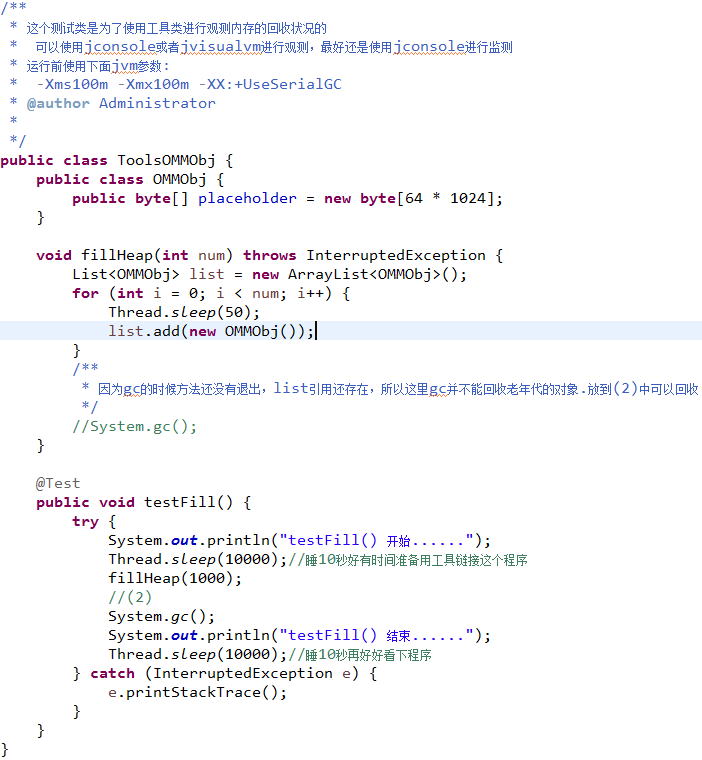 /**
 * 这个测试类是为了使用工具类进行观测内存的回收状况的
 *  可以使用jconsole或者jvisualvm进行观测，最好还是使用jconsole进行监测
 * 运行前使用下面jvm参数:
 *  -Xms100m -Xmx100m -XX:+UseSerialGC
 * @author Administrator
 *
 */
public class ToolsOMMObj {
    public class OMMObj {
        public byte[] placeholder = new byte[64 * 1024];
    }

    void fillHeap(int num) throws InterruptedException {
        List<OMMObj> list = new ArrayList<OMMObj>();
        for (int i = 0; i < num; i++) {
            Thread.sleep(50);
            list.add(new OMMObj());
        }
        /**
         * 因为gc的时候方法还没有退出，list引用还存在，所以这里gc并不能回收老年代的对象.放到(2)中可以回收
         */
        //System.gc();
    }

    @Test
    public void testFill() {
        try {
            System.out.println("testFill() 开始......");
            Thread.sleep(10000);//睡10秒好有时间准备用工具链接这个程序
            fillHeap(1000);
            //(2)
            System.gc();
            System.out.println("testFill() 结束......");
            Thread.sleep(10000);//睡10秒再好好看下程序
        } catch (InterruptedException e) {
            e.printStackTrace();
        }
    }
}